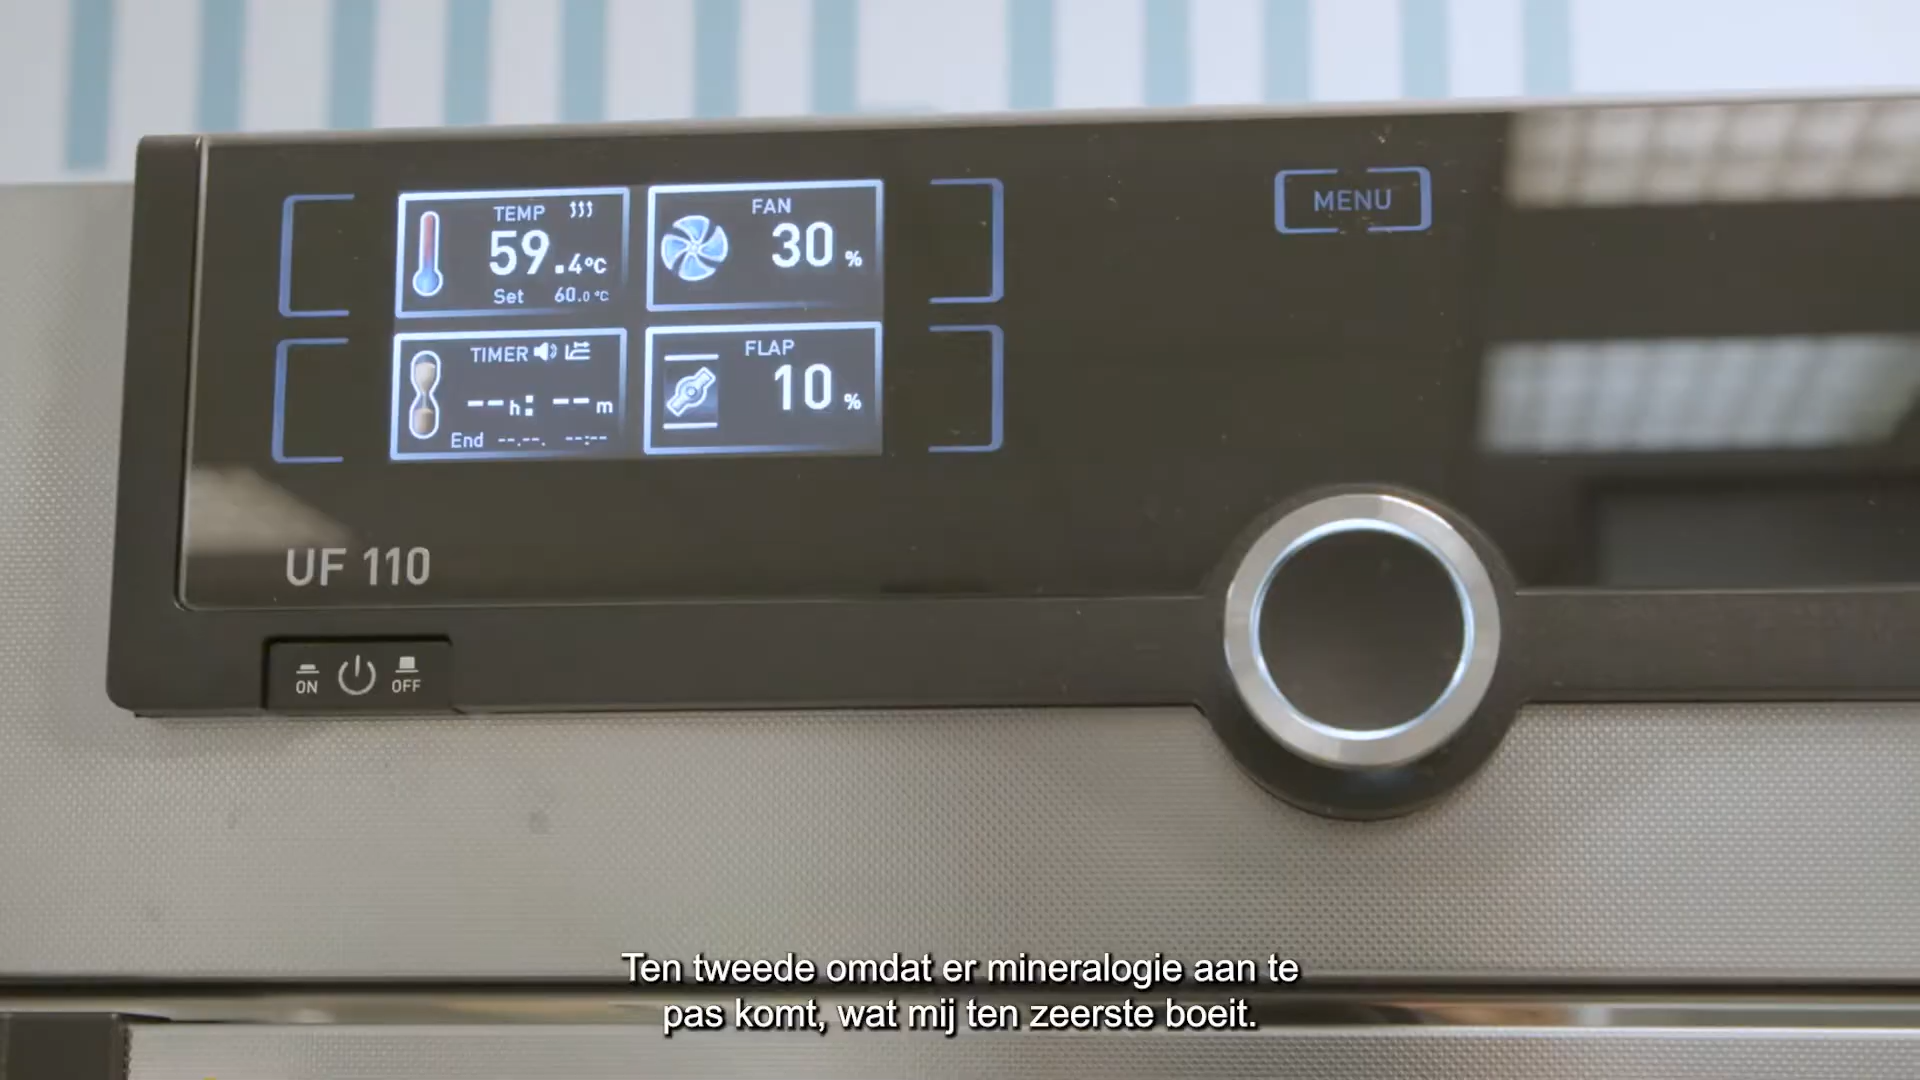 TEMP
59.4°C
Set 60.0 °C
FAN
30 %
MENU
TIMER
--h: --m
End --.--. --:--
FLAP
10 %
UF 110
ON OFF
Ten tweede omdat er mineralogie aan te
pas komt, wat mij ten zeerste boeit.